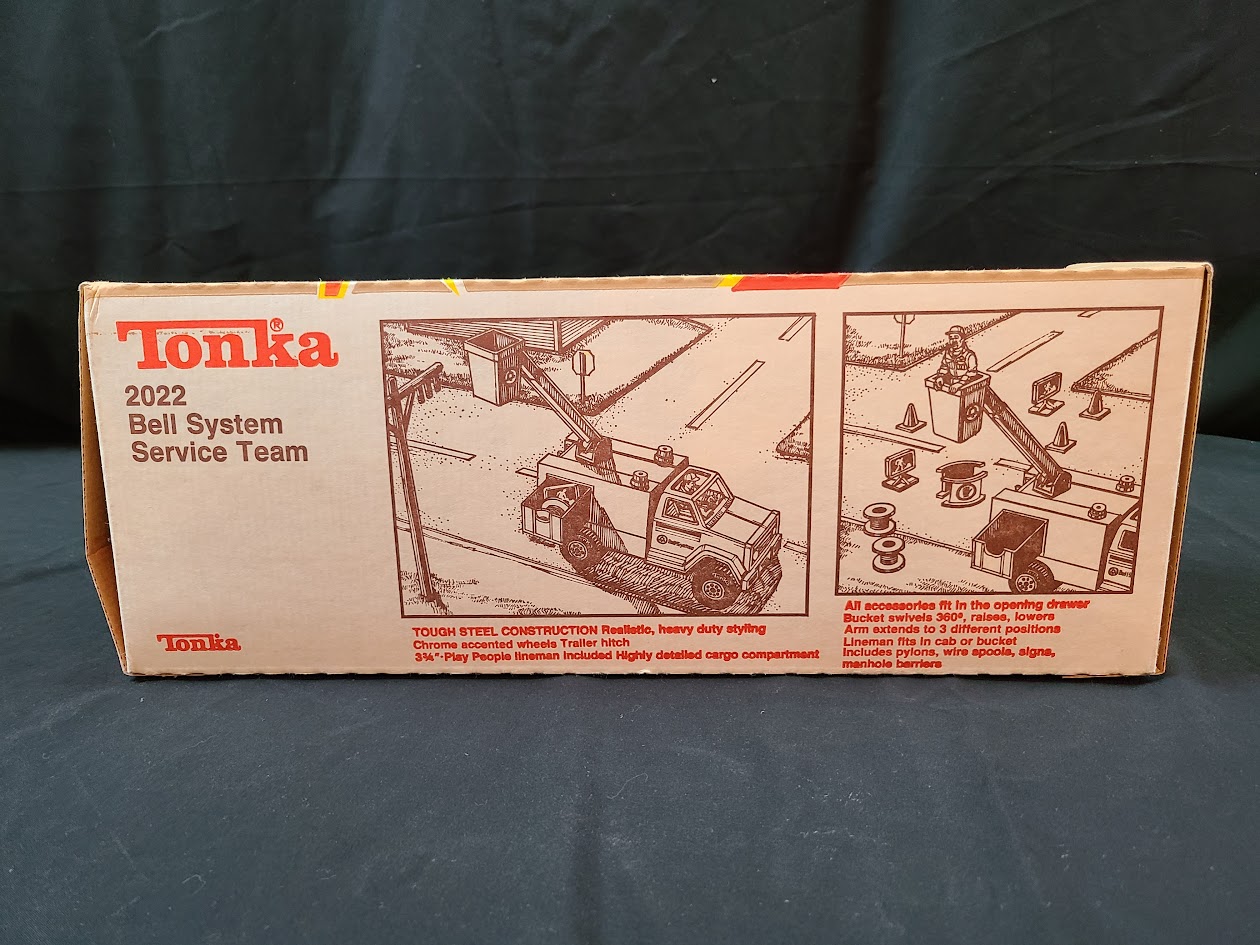 Tonka®
2022
Bell System
Service Team
Tonka
TOUGH STEEL CONSTRUCTION Realistic, heavy duty styling
Chrome accented wheels Trailer hitch
3¾"-Play People lineman included Highly detailed cargo compartment
All accessories fit in the opening drawer
Bucket swivels 360º, raises, lowers
Arm extends to 3 different positions
Lineman fits in cab or bucket
Includes pylons, wire spools, signs,
manhole barriers